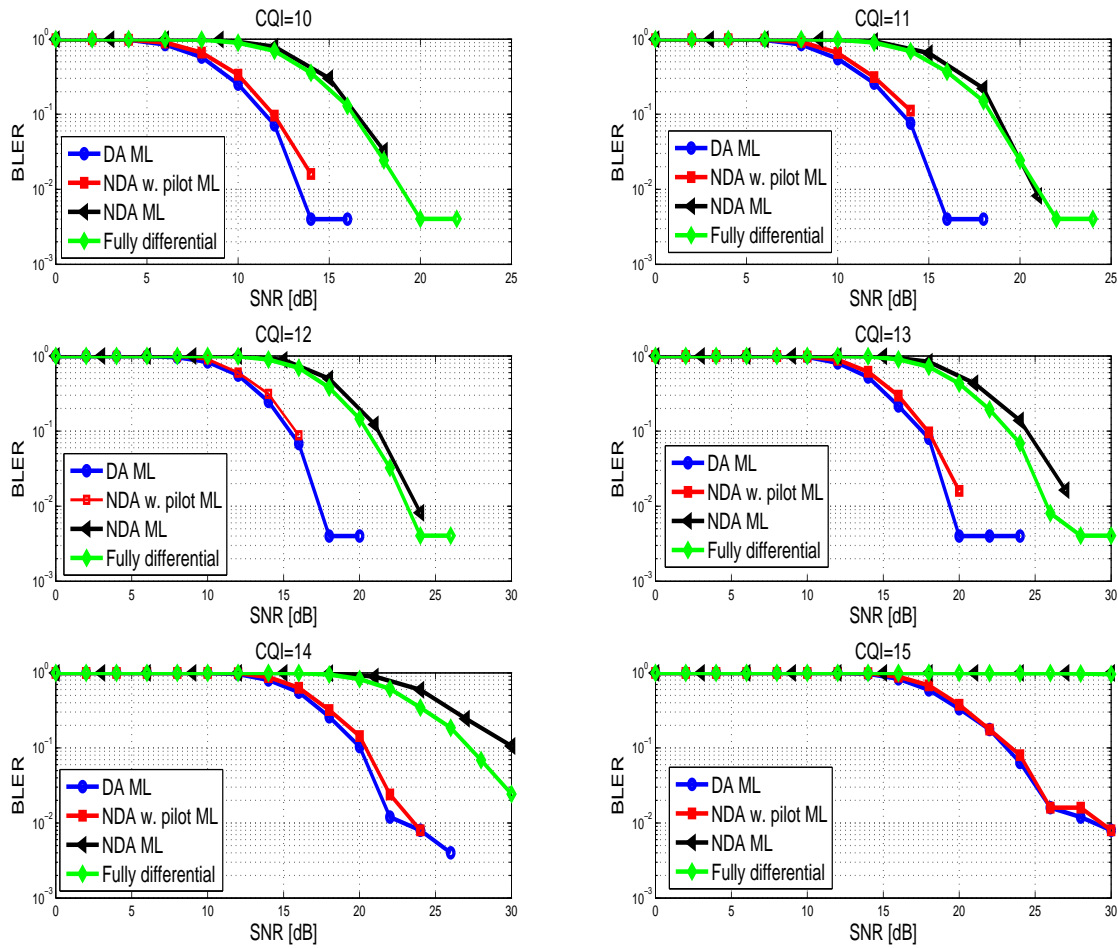 CQI=10
10^0
10^-1
10^-2
10^-3
BLER
DA ML
NDA w. pilot ML
NDA ML
Fully differential
0 5 10 15 20 25
SNR [dB]
CQI=11
10^0
10^-1
10^-2
10^-3
BLER
DA ML
NDA w. pilot ML
NDA ML
Fully differential
0 5 10 15 20 25
SNR [dB]
CQI=12
10^0
10^-1
10^-2
10^-3
BLER
DA ML
NDA w. pilot ML
NDA ML
Fully differential
0 5 10 15 20 25 30
SNR [dB]
CQI=13
10^0
10^-1
10^-2
10^-3
BLER
DA ML
NDA w. pilot ML
NDA ML
Fully differential
0 5 10 15 20 25 30
SNR [dB]
CQI=14
10^0
10^-1
10^-2
10^-3
BLER
DA ML
NDA w. pilot ML
NDA ML
Fully differential
0 5 10 15 20 25 30
SNR [dB]
CQI=15
10^0
10^-1
10^-2
10^-3
BLER
DA ML
NDA w. pilot ML
NDA ML
Fully differential
0 5 10 15 20 25 30
SNR [dB]